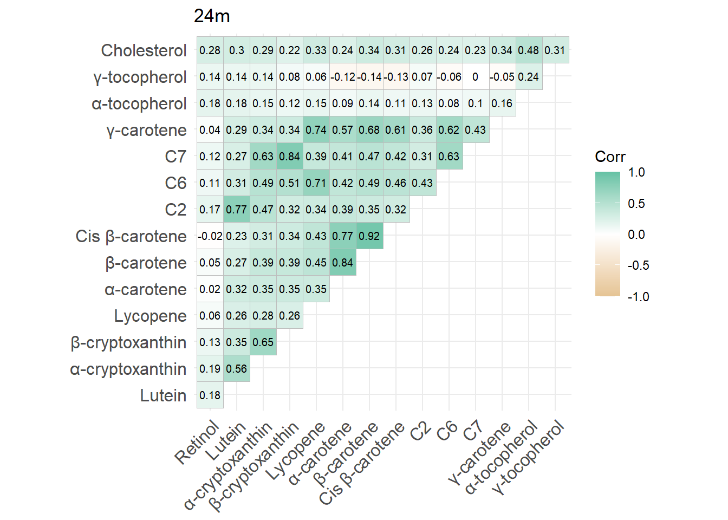 24m
Cholesterol 0.28 0.3 0.29 0.22 0.33 0.24 0.34 0.31 0.26 0.24 0.23 0.34 0.48 0.31
γ-tocopherol 0.14 0.14 0.14 0.08 0.06 -0.12 -0.14 -0.13 0.07 -0.06 0 -0.05 0.24
α-tocopherol 0.18 0.18 0.15 0.12 0.15 0.09 0.14 0.11 0.13 0.08 0.1 0.16
γ-carotene 0.04 0.29 0.34 0.34 0.74 0.57 0.68 0.61 0.36 0.62 0.43
C7 0.12 0.27 0.63 0.84 0.39 0.41 0.47 0.42 0.31 0.63
C6 0.11 0.31 0.49 0.51 0.71 0.42 0.49 0.46 0.43
C2 0.17 0.77 0.47 0.32 0.34 0.39 0.35 0.32
Cis β-carotene -0.02 0.23 0.31 0.34 0.43 0.77 0.92
β-carotene 0.05 0.27 0.39 0.39 0.45 0.84
α-carotene 0.02 0.32 0.35 0.35 0.35
Lycopene 0.06 0.26 0.28 0.26
β-cryptoxanthin 0.13 0.35 0.65
α-cryptoxanthin 0.19 0.56
Lutein 0.18
Retinol
Lutein
α-cryptoxanthin
β-cryptoxanthin
Lycopene
α-carotene
β-carotene
Cis β-carotene
C2
C6
C7
γ-carotene
α-tocopherol
γ-tocopherol
Corr
1.0
0.5
0.0
-0.5
-1.0